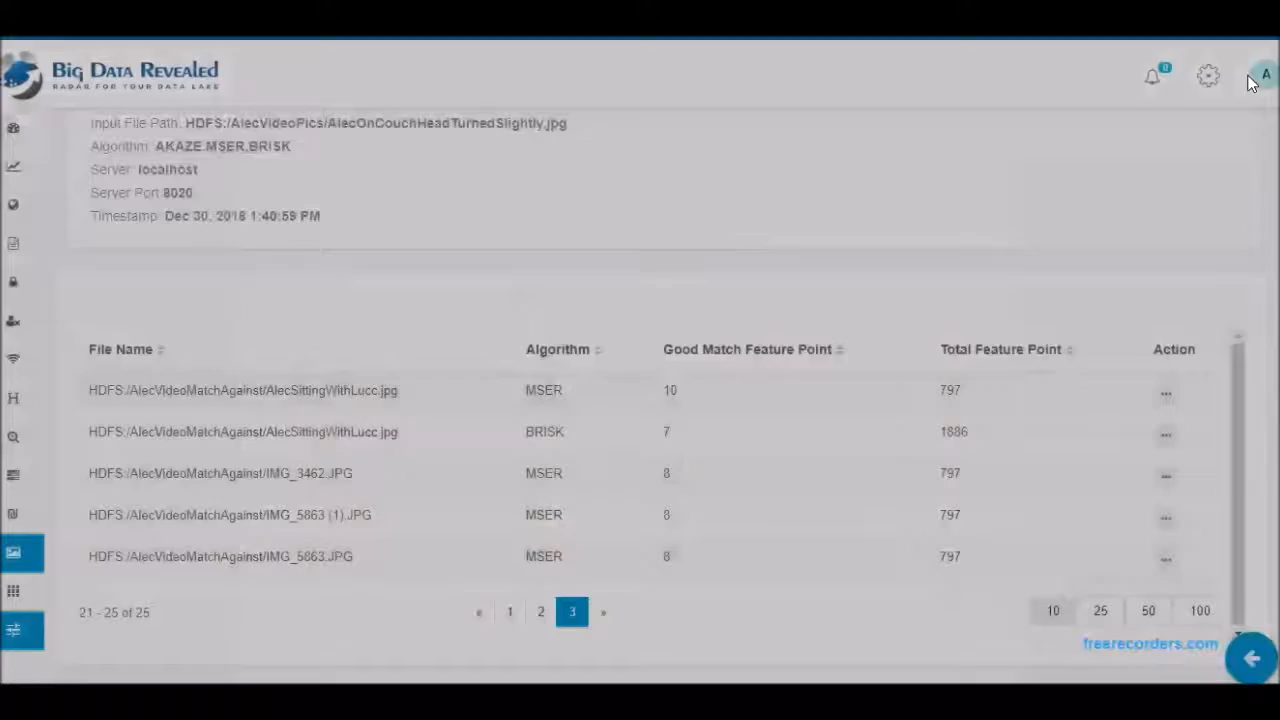 Big Data Revealed
RADAR FOR YOUR DATA LAKE
0
A
Input File Path: HDFS:/AlecVideoPics/AlecOnCouchHeadTurnedSlightly.jpg
Algorithm: AKAZE,MSER,BRISK
Server: localhost
Server Port 8020
Timestamp: Dec 30, 2018 1:40:59 PM
File Name Algorithm Good Match Feature Point Total Feature Point Action
HDFS:/AlecVideoMatchAgainst/AlecSittingWithLucc.jpg MSER 10 797 ...
HDFS:/AlecVideoMatchAgainst/AlecSittingWithLucc.jpg BRISK 7 1886 ...
HDFS:/AlecVideoMatchAgainst/IMG_3462.JPG MSER 8 797 ...
HDFS:/AlecVideoMatchAgainst/IMG_5863 (1).JPG MSER 8 797 ...
HDFS:/AlecVideoMatchAgainst/IMG_5863.JPG MSER 8 797 ...
21 - 25 of 25 « 1 2 3 » 10 25 50 100
freerecorders.com